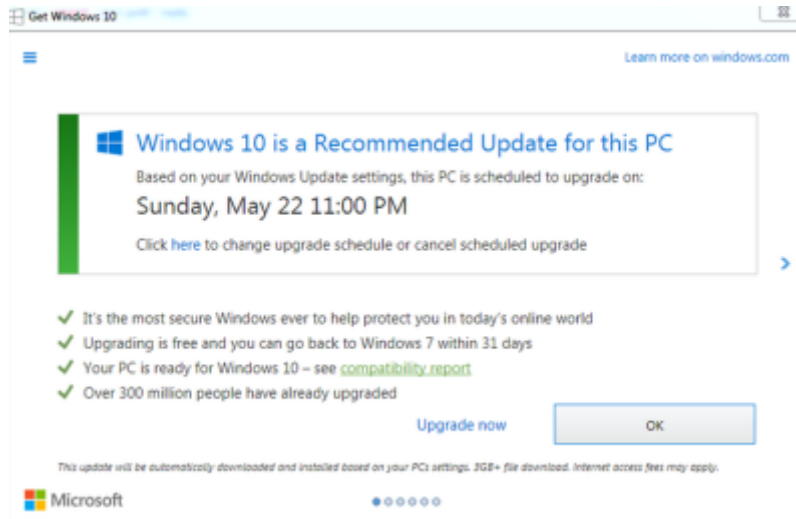 Get Windows 10
Learn more on windows.com
Windows 10 is a Recommended Update for this PC
Based on your Windows Update settings, this PC is scheduled to upgrade on:
Sunday, May 22 11:00 PM
Click here to change upgrade schedule or cancel scheduled upgrade
It's the most secure Windows ever to help protect you in today's online world
Upgrading is free and you can go back to Windows 7 within 31 days
Your PC is ready for Windows 10 – see compatibility report
Over 300 million people have already upgraded
Upgrade now
OK
This update will be automatically downloaded and installed based on your PCs settings. 3GB+ file download. Internet access fees may apply.
Microsoft